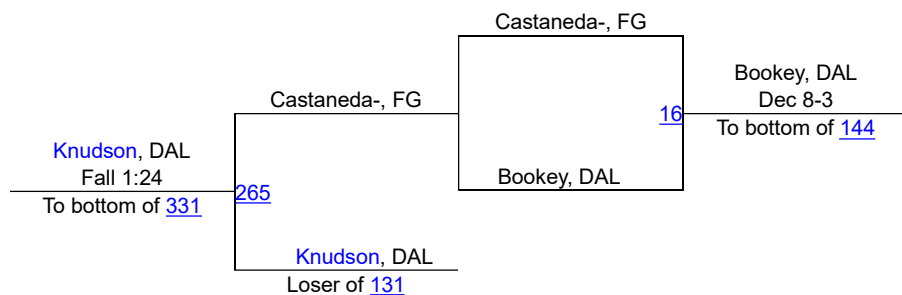 Castaneda-, FG
Bookey, DAL
Dec 8-3
Castaneda-, FG
16
To bottom of 144
Knudson, DAL
Fall 1:24
Bookey, DAL
265
To bottom of 331
Knudson, DAL
Loser of 131